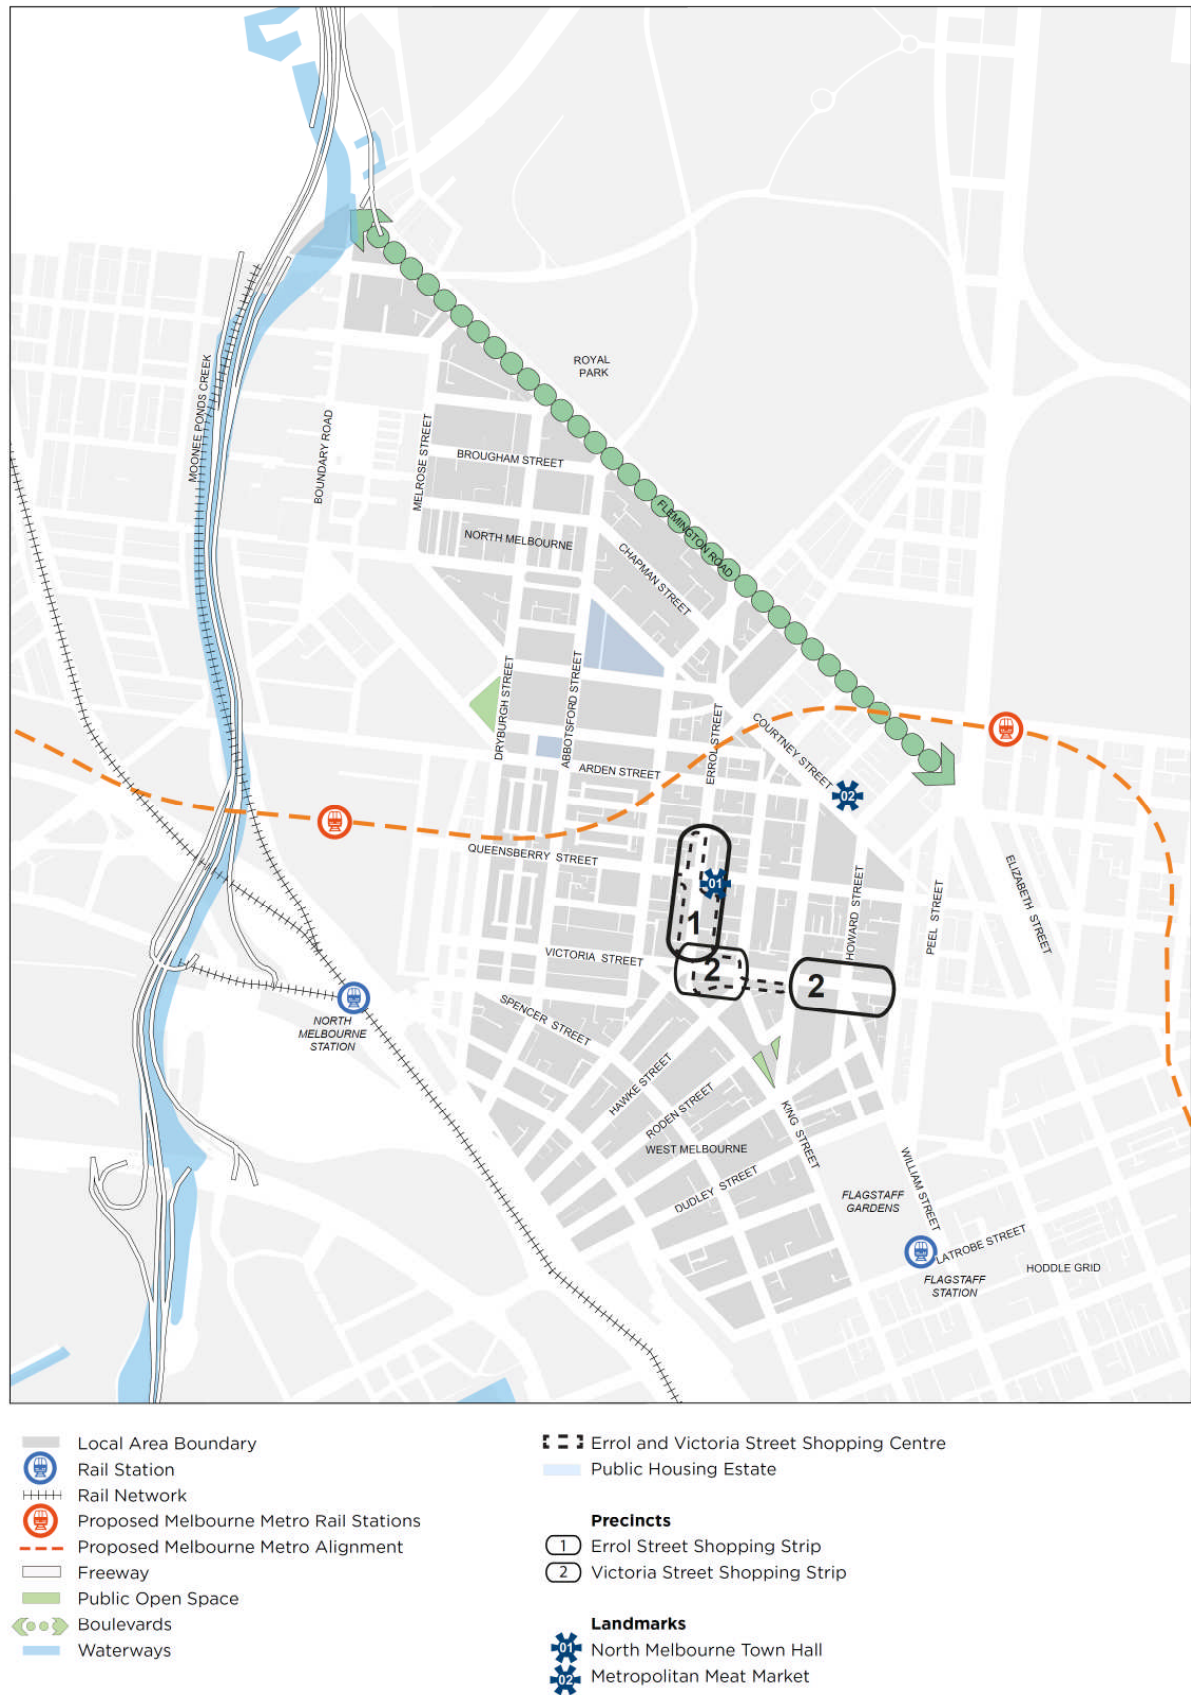 ROYAL
PARK
MOONEE PONDS CREEK
BOUNDARY ROAD
MELROSE STREET
BROUGHAM STREET
FLEMINGTON ROAD
NORTH MELBOURNE
CHAPMAN STREET
DRYBURGH STREET
ABBOTSFORD STREET
ERROL STREET
COURTNEY STREET
ARDEN STREET
02
QUEENSBERRY STREET
01
1
HOWARD STREET
PEEL STREET
ELIZABETH STREET
VICTORIA STREET
2
2
NORTH
MELBOURNE
STATION
SPENCER STREET
HAWKE STREET
RODEN STREET
WEST MELBOURNE
KING STREET
DUDLEY STREET
WILLIAM STREET
FLAGSTAFF
GARDENS
LATROBE STREET
HODDLE GRID
FLAGSTAFF
STATION
Local Area Boundary
Rail Station
Rail Network
Proposed Melbourne Metro Rail Stations
Proposed Melbourne Metro Alignment
Freeway
Public Open Space
Boulevards
Waterways
Errol and Victoria Street Shopping Centre
Public Housing Estate
Precincts
1 Errol Street Shopping Strip
2 Victoria Street Shopping Strip
Landmarks
01 North Melbourne Town Hall
02 Metropolitan Meat Market